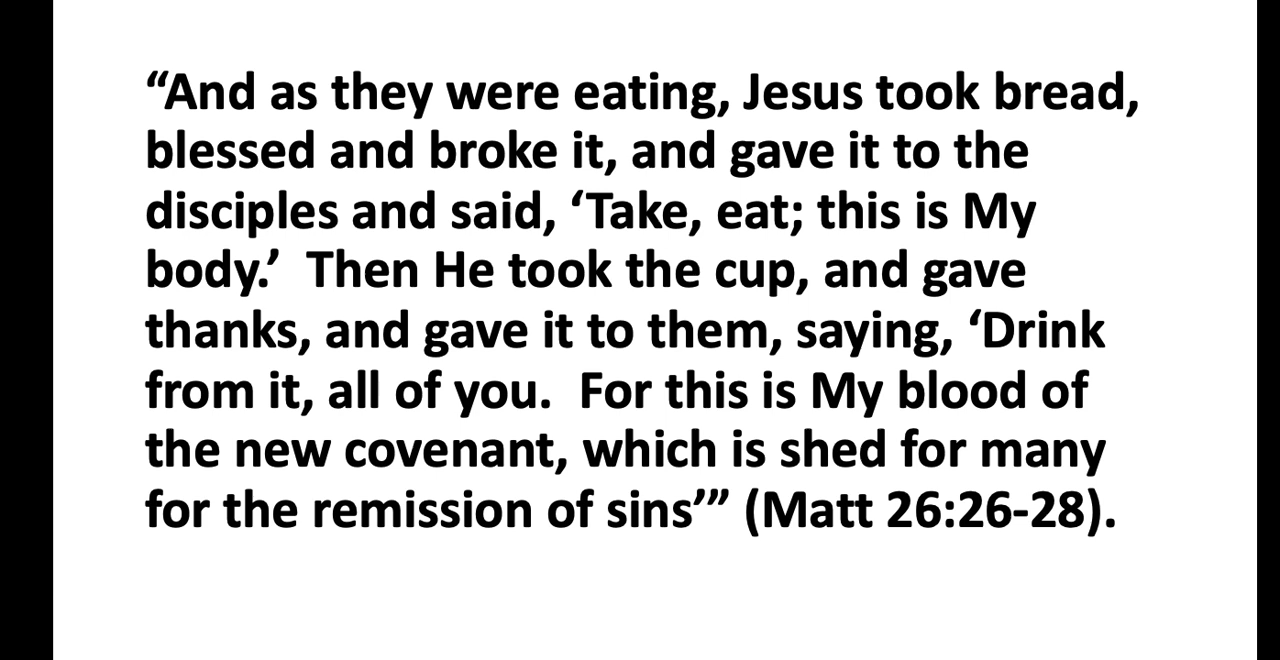 “And as they were eating, Jesus took bread,
blessed and broke it, and gave it to the
disciples and said, ‘Take, eat; this is My
body.’  Then He took the cup, and gave
thanks, and gave it to them, saying, ‘Drink
from it, all of you.  For this is My blood of
the new covenant, which is shed for many
for the remission of sins’” (Matt 26:26-28).